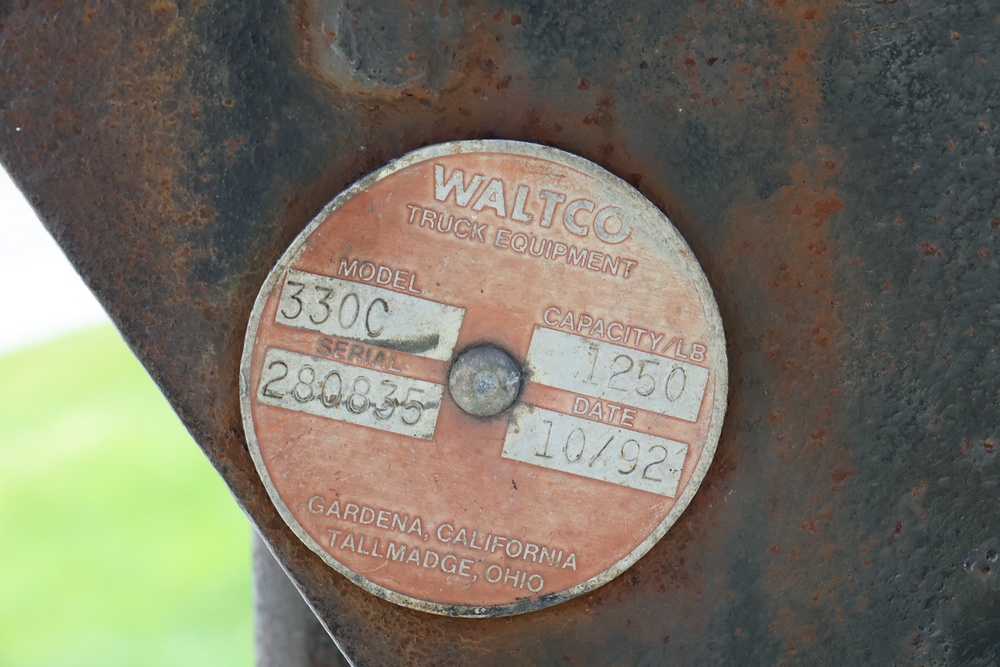 WALTCO
TRUCK EQUIPMENT
MODEL
330C
SERIAL
280835
CAPACITY/LB
1250
DATE
10/92
GARDENA, CALIFORNIA
TALLMADGE, OHIO